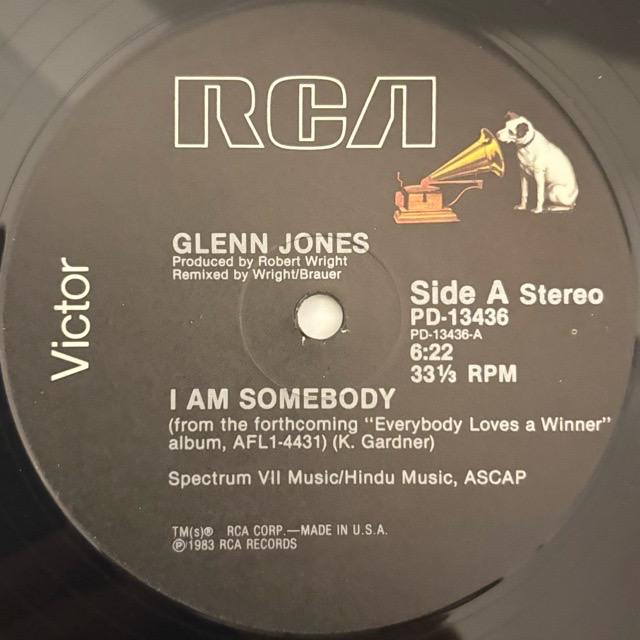 RCA
Victor
GLENN JONES
Produced by Robert Wright
Remixed by Wright/Brauer
Side A Stereo
PD-13436
PD-13436-A
6:22
33⅓ RPM
I AM SOMEBODY
(from the forthcoming "Everybody Loves a Winner"
album, AFL1-4431) (K. Gardner)
Spectrum VII Music/Hindu Music, ASCAP
TM(s)® RCA CORP.—MADE IN U.S.A.
℗1983 RCA RECORDS